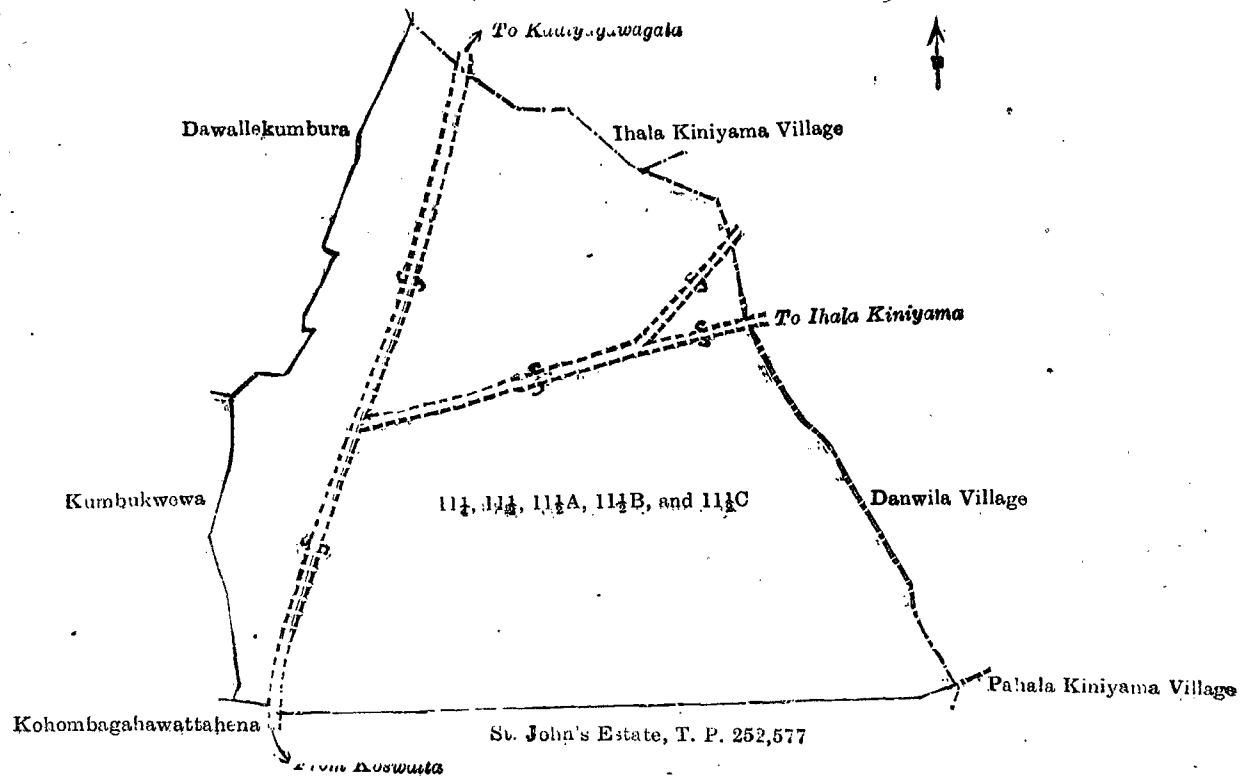 To
Dawallekumbura
Ihala Kiniyama Village
To Ihala Kiniyama
Kumbukwewa
11¼, 11½, 11½A, 11½B, and 11½C
Danwila Village
Pahala Kiniyama Village
Kohombagahawattahena
St. John's Estate, T. P. 252,577
From Koswatta